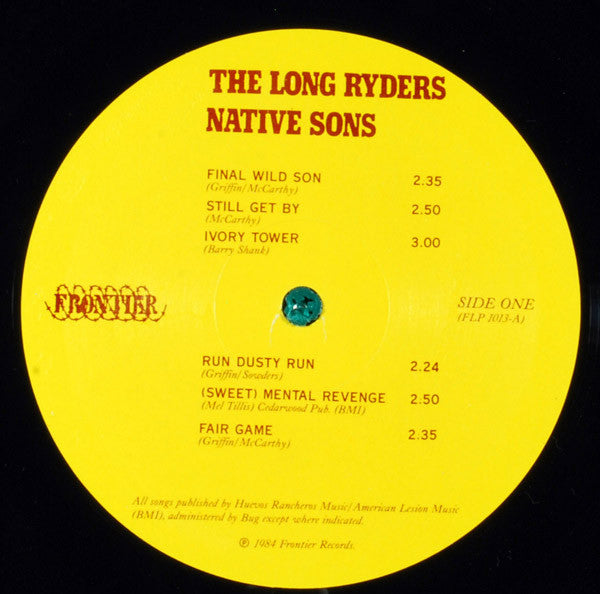 THE LONG RYDERS
NATIVE SONS
FINAL WILD SON 2.35
(Griffin/McCarthy)
STILL GET BY 2.50
(McCarthy)
IVORY TOWER 3.00
(Barry Shank)
FRONTIER
SIDE ONE
(FLP 1013-A)
RUN DUSTY RUN 2.24
(Griffin/Sowders)
(SWEET) MENTAL REVENGE 2.50
(Mel Tillis) Cedarwood Pub. (BMI)
FAIR GAME 2.35
(Griffin/McCarthy)
All songs published by Huevos Rancheros Music/American Lesion Music
(BMI), administered by Bug except where indicated.
℗ 1984 Frontier Records.